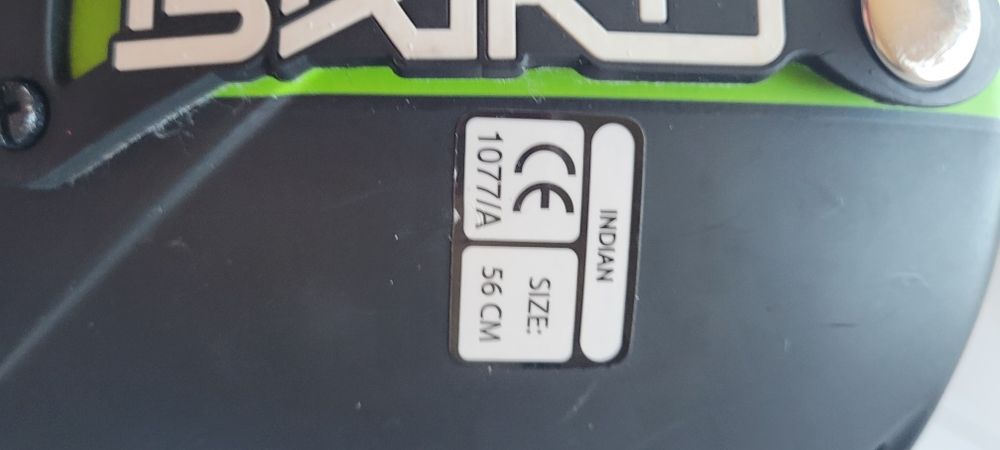 INDIAN
CE
1077/A
SIZE:
56 CM